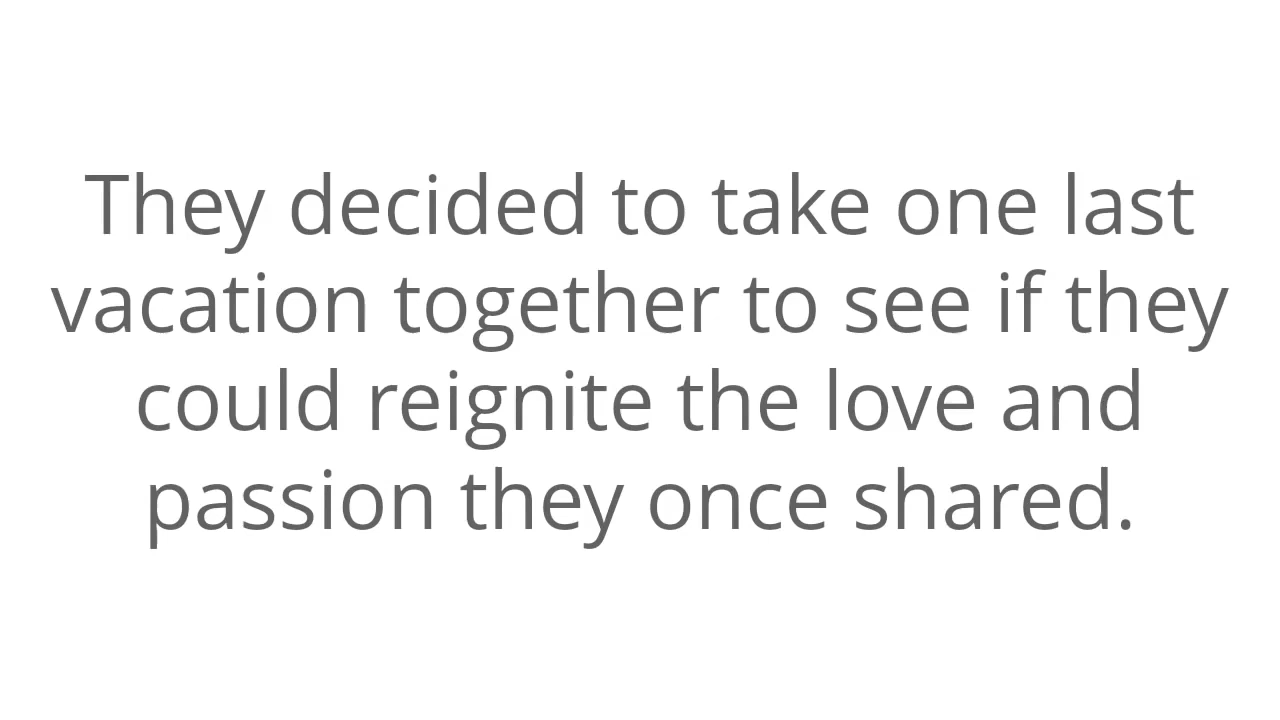 They decided to take one last
vacation together to see if they
could reignite the love and
passion they once shared.